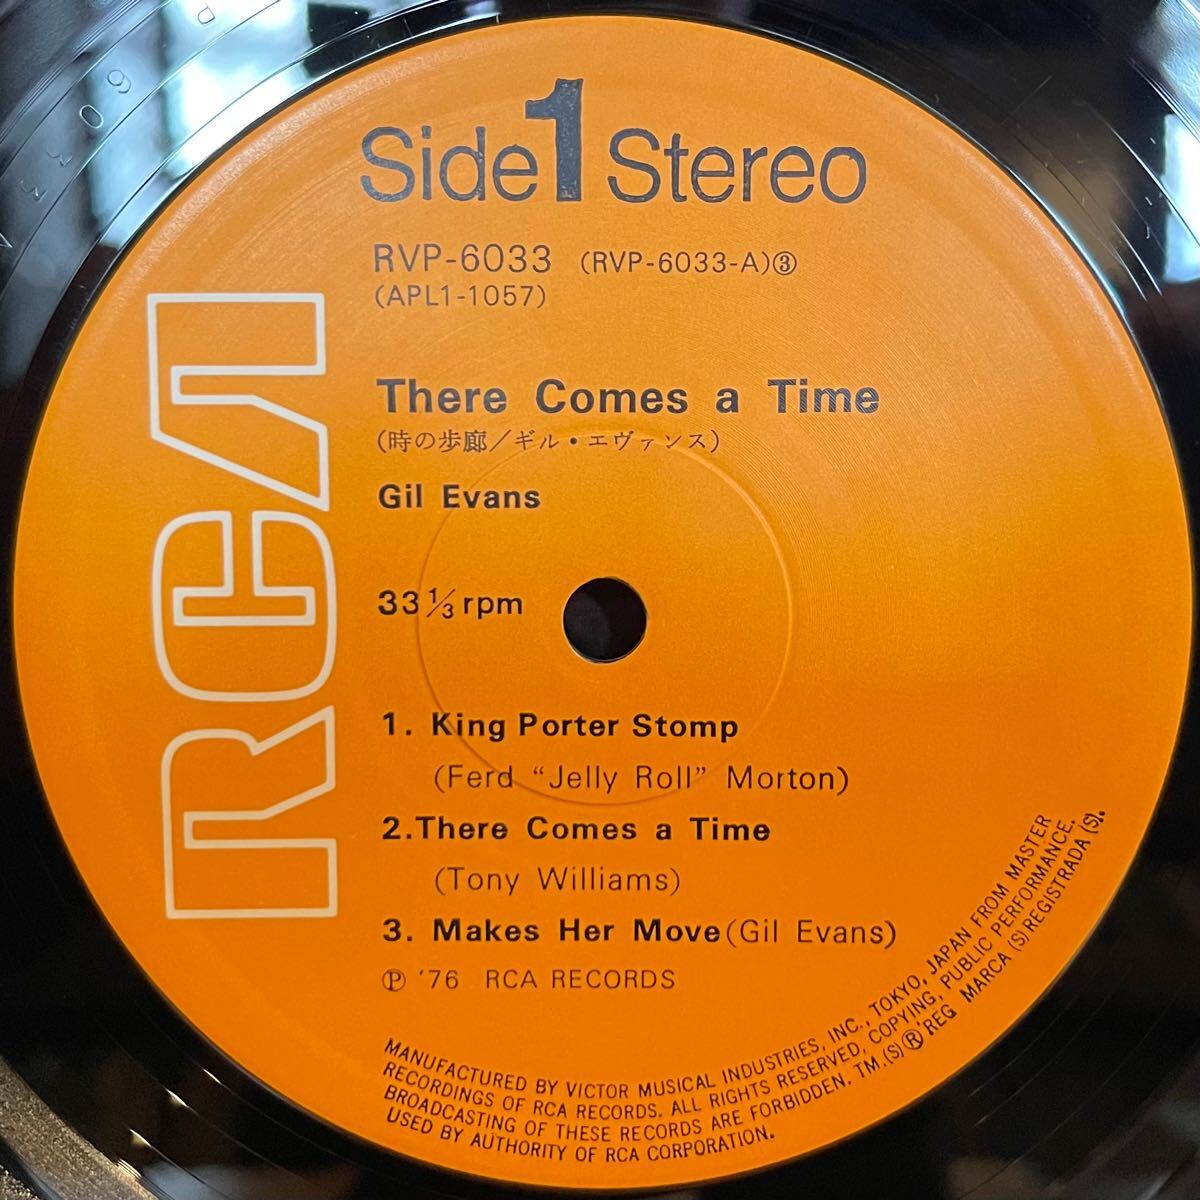 Side 1 Stereo
RVP-6033 (RVP-6033-A)③
(APL1-1057)
RCA
There Comes a Time
(時の歩廊/ギル・エヴァンス)
Gil Evans
33 1/3 rpm
1. King Porter Stomp
(Ferd “Jelly Roll” Morton)
2.There Comes a Time
(Tony Williams)
3. Makes Her Move(Gil Evans)
℗ '76 RCA RECORDS
MANUFACTURED BY VICTOR MUSICAL INDUSTRIES, INC., TOKYO, JAPAN FROM MASTER
RECORDINGS OF RCA RECORDS. ALL RIGHTS RESERVED, COPYING, PUBLIC PERFORMANCE.
BROADCASTING OF THESE RECORDS ARE FORBIDDEN. TM.(S)® REG MARCA (S) REGISTRADA (S).
USED BY AUTHORITY OF RCA CORPORATION.